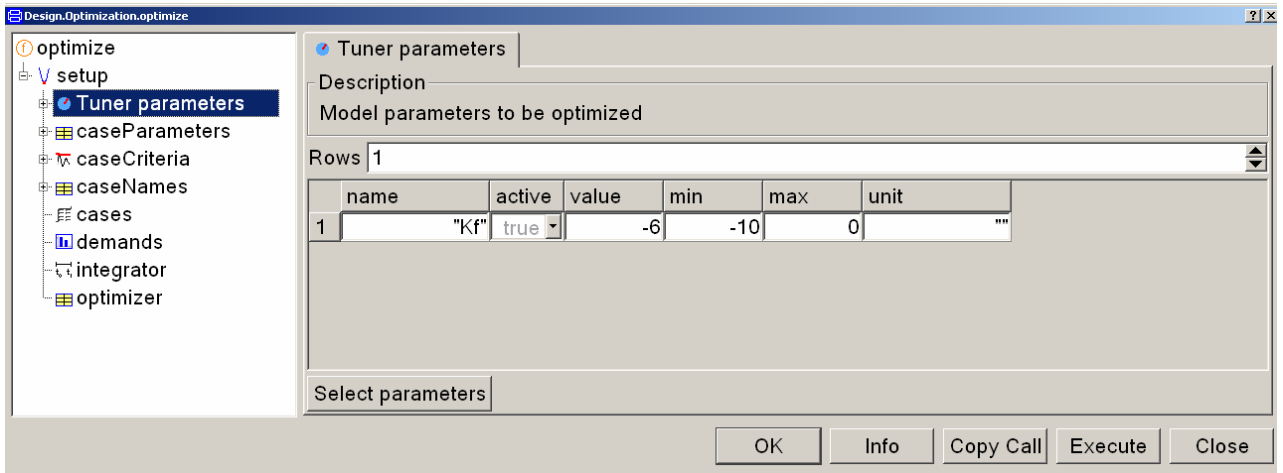 Design.Optimization.optimize
optimize
setup
Tuner parameters
caseParameters
caseCriteria
caseNames
cases
demands
integrator
optimizer
Tuner parameters
Description
Model parameters to be optimized
Rows 1
name active value min max unit
1 "Kf" true -6 -10 0 ""
Select parameters
OK Info Copy Call Execute Close